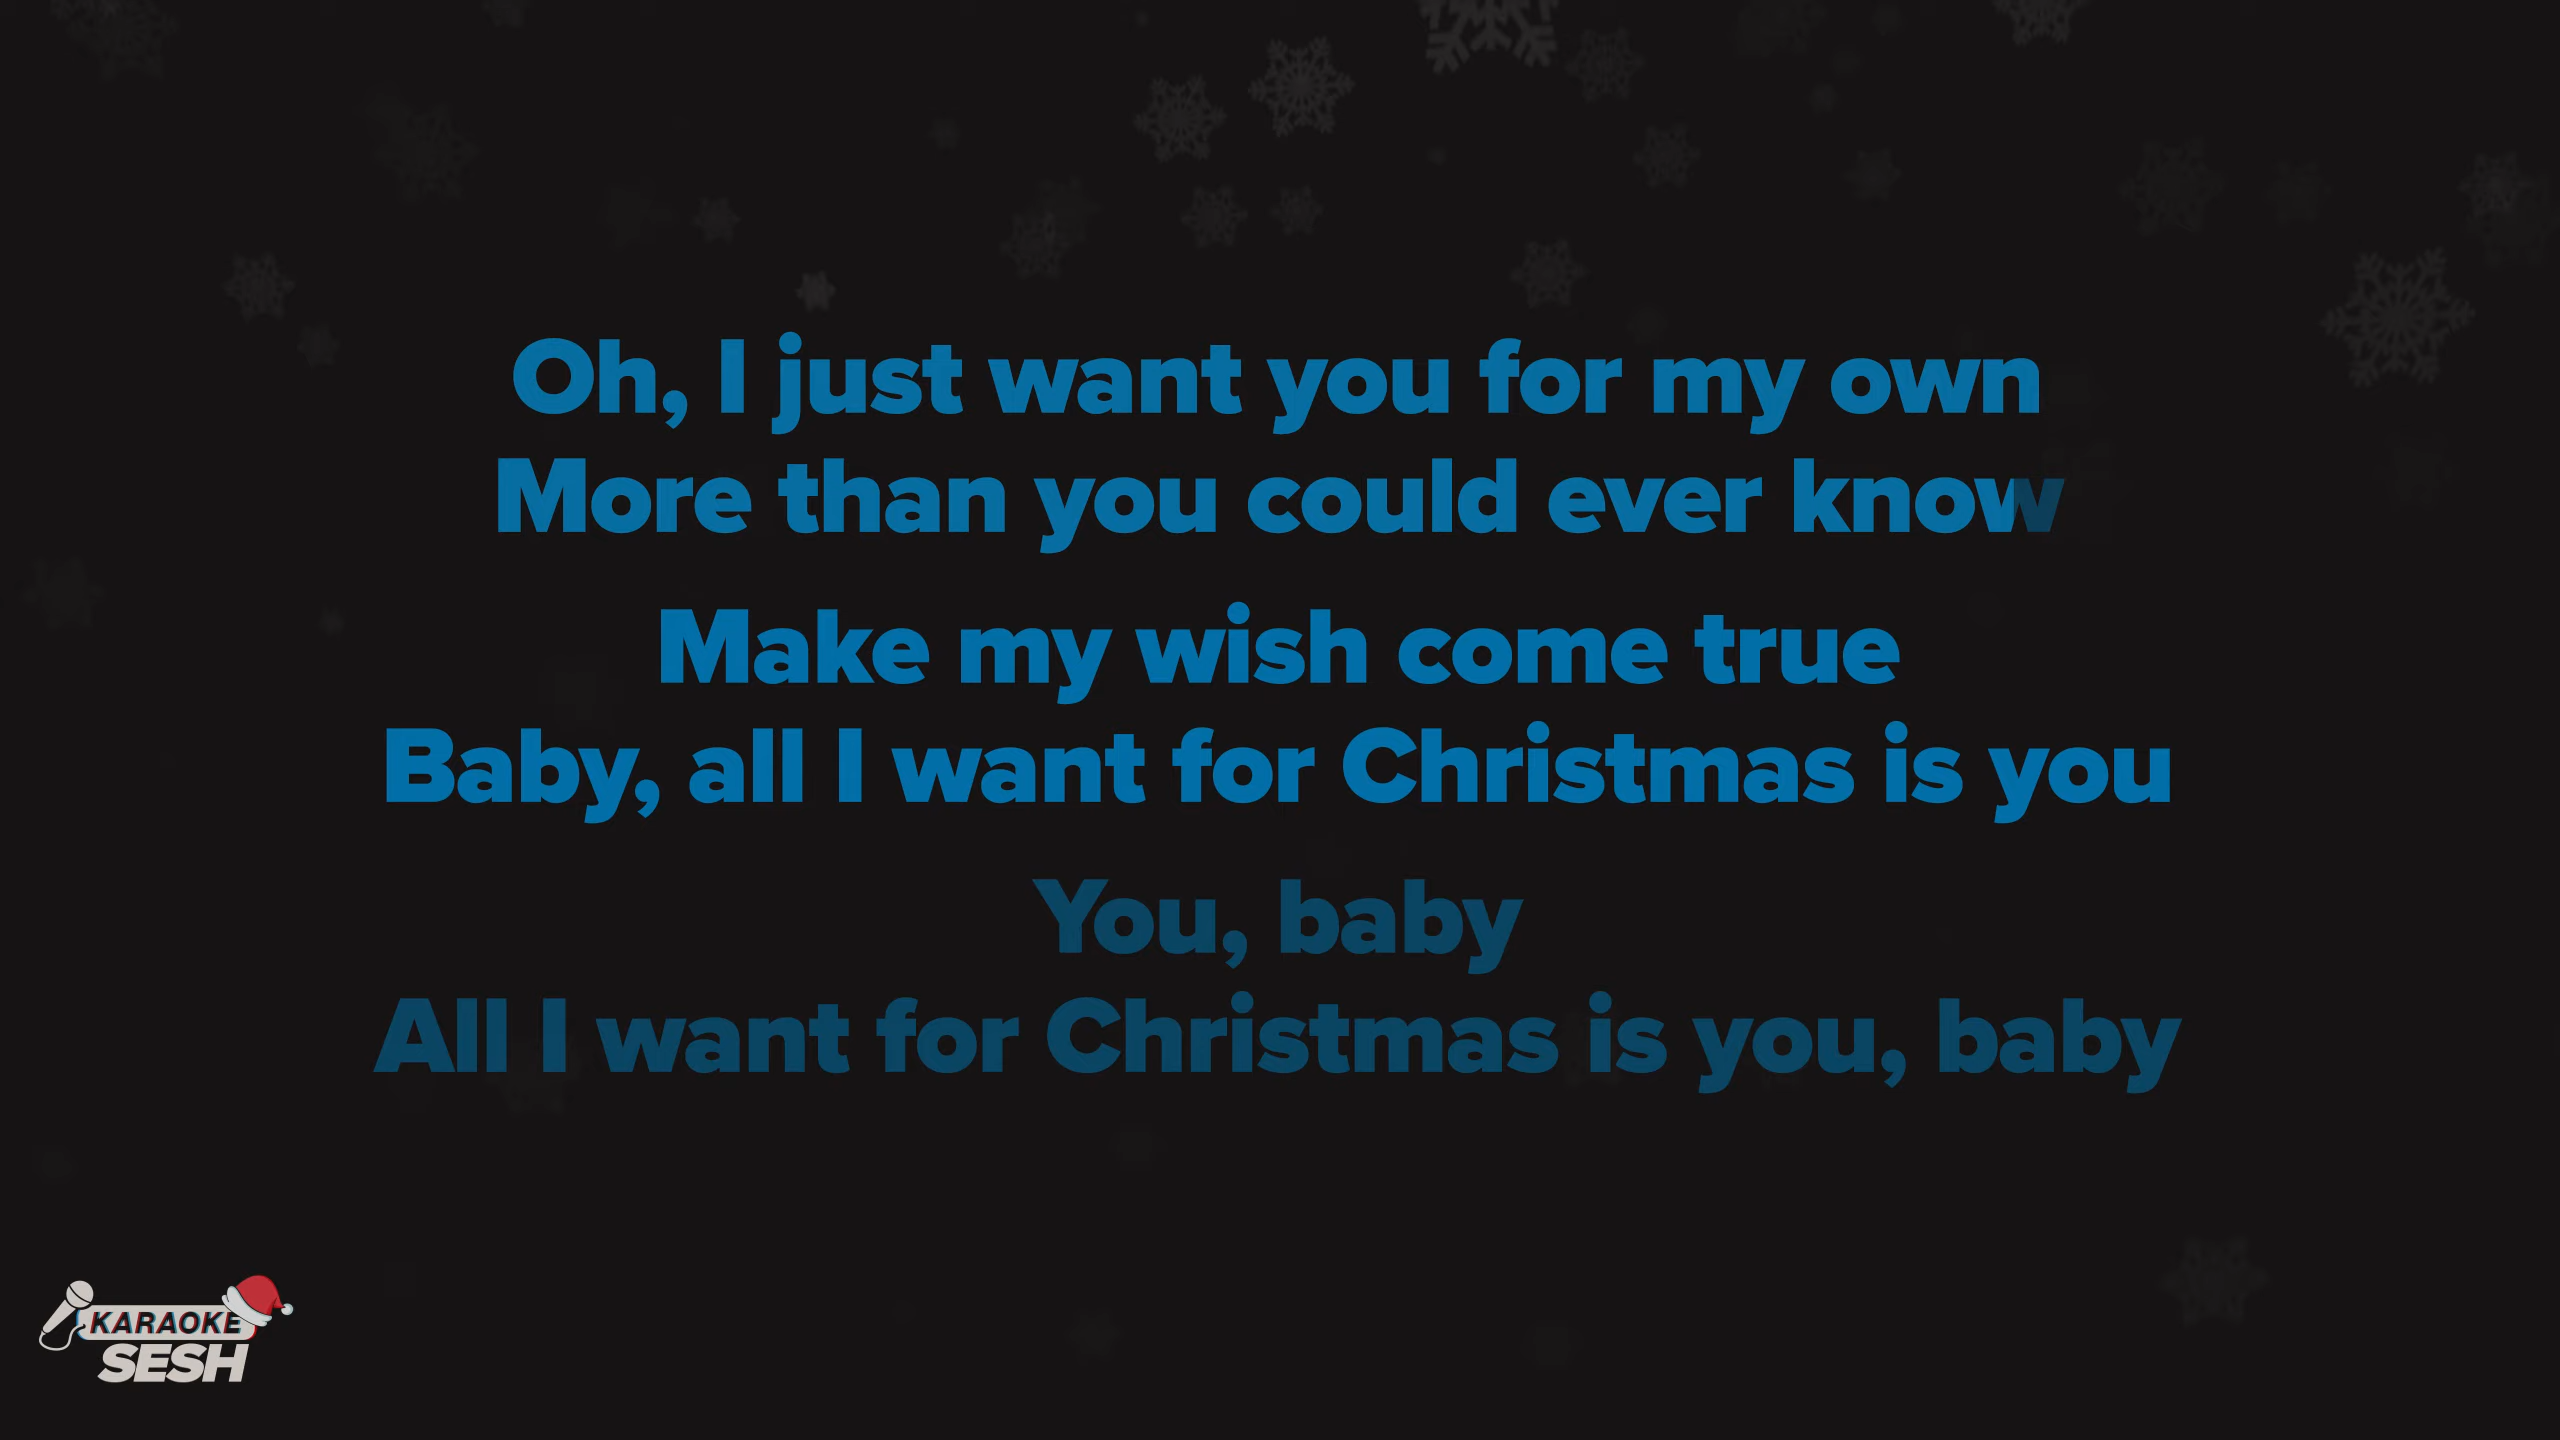 Oh, I just want you for my own
More than you could ever know
Make my wish come true
Baby, all I want for Christmas is you
You, baby
All I want for Christmas is you, baby
KARAOKE
SESH